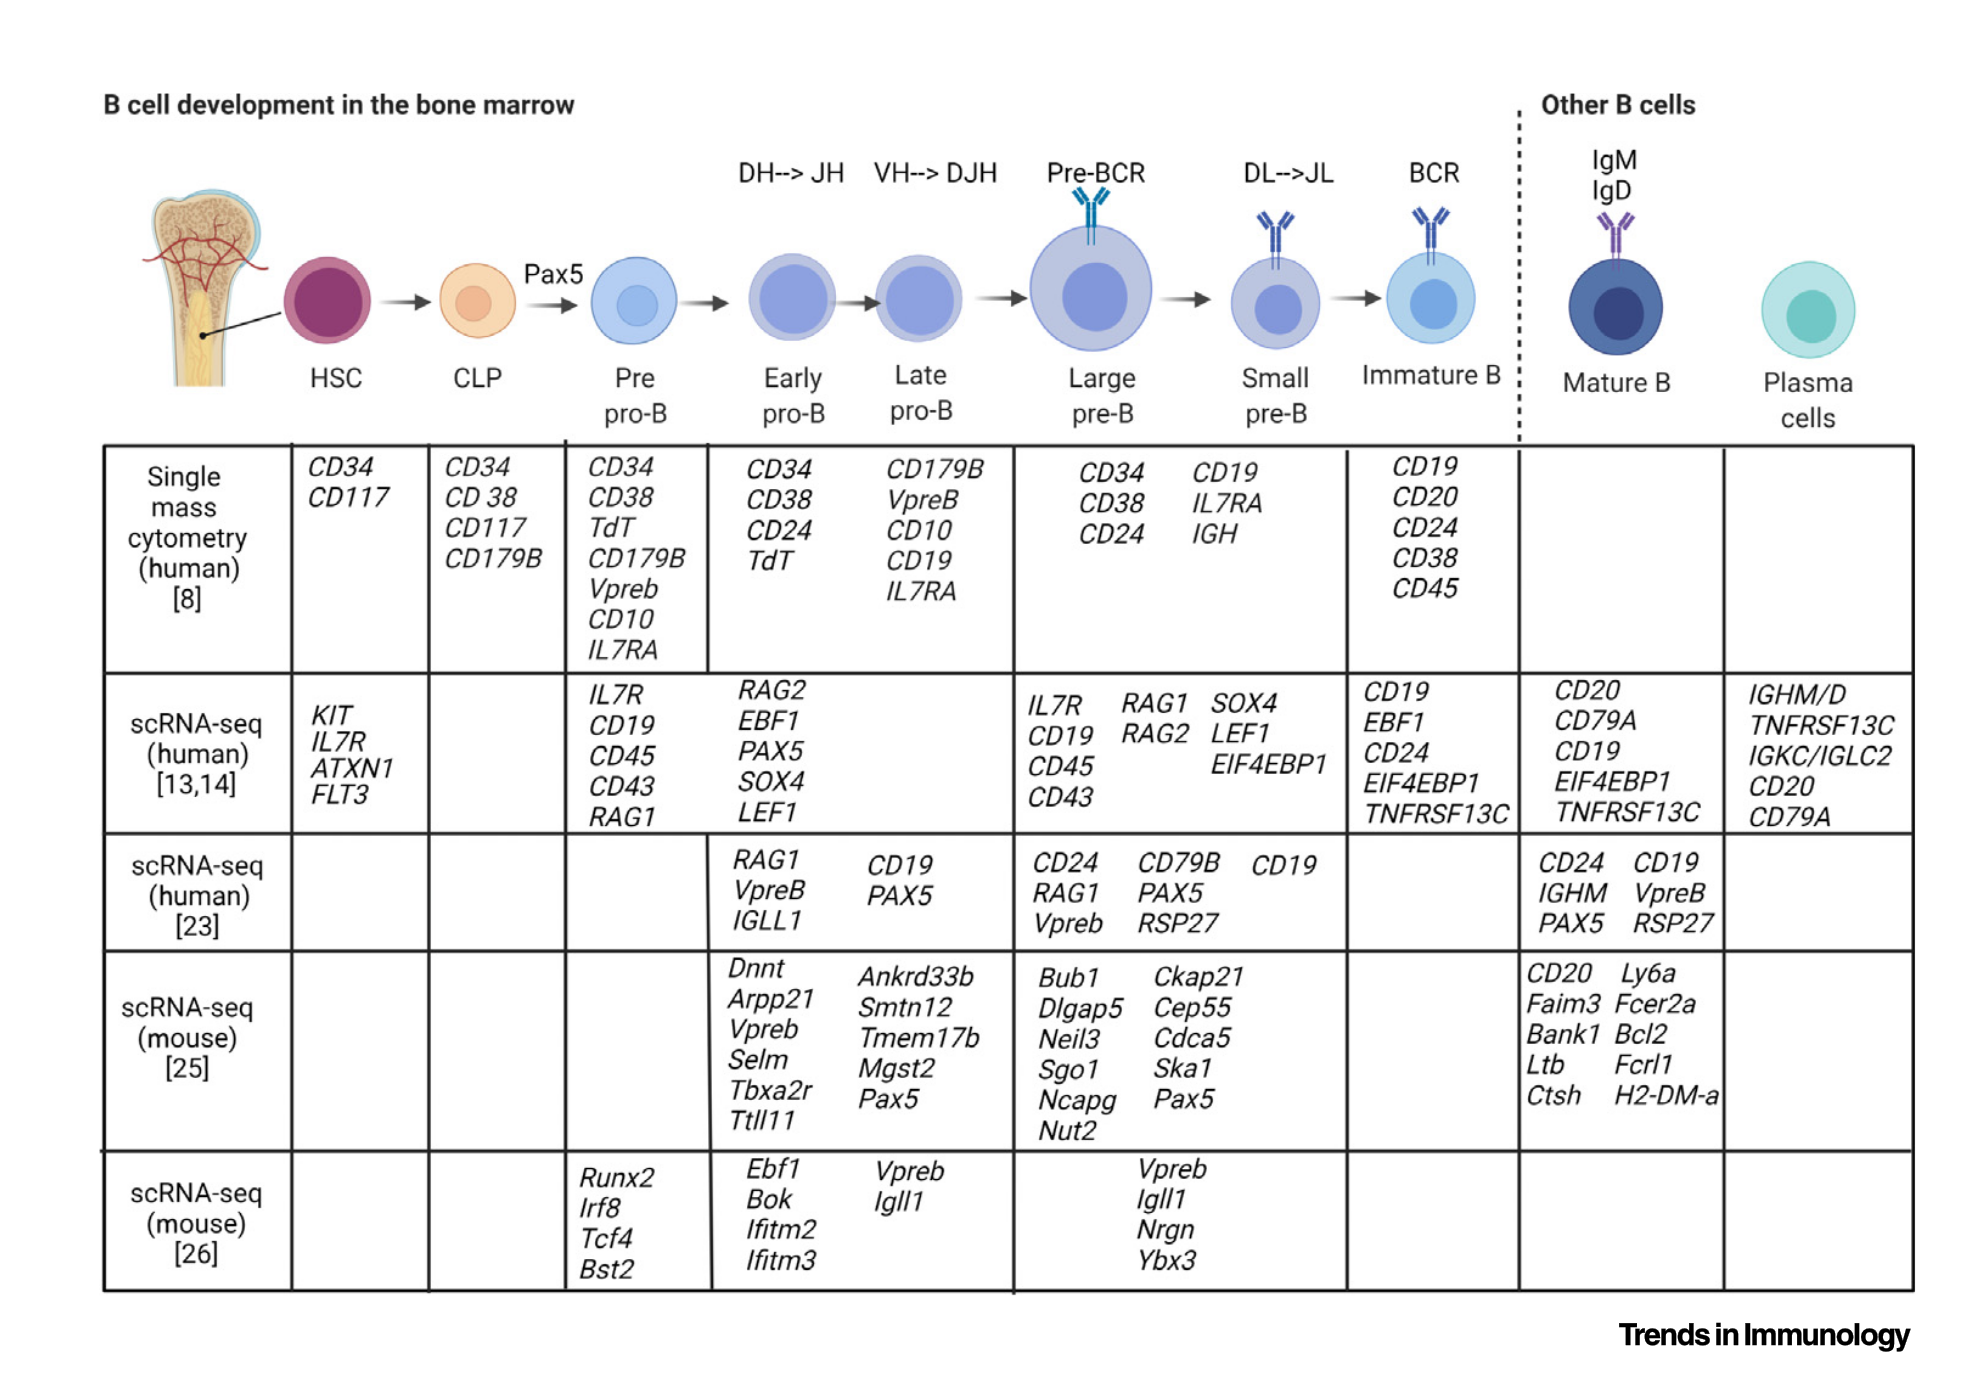 B cell development in the bone marrow
Other B cells
DH--> JH
VH--> DJH
Pre-BCR
DL-->JL
BCR
IgM
IgD
Pax5
HSC
CLP
Pre
pro-B
Early
pro-B
Late
pro-B
Large
pre-B
Small
pre-B
Immature B
Mature B
Plasma
cells
Single
mass
cytometry
(human)
[8]
CD34
CD117
CD34
CD 38
CD117
CD179B
CD34
CD38
TdT
CD179B
Vpreb
CD10
IL7RA
CD34
CD38
CD24
TdT
CD179B
VpreB
CD10
CD19
IL7RA
CD34
CD38
CD24
CD19
IL7RA
IGH
CD19
CD20
CD24
CD38
CD45
scRNA-seq
(human)
[13,14]
KIT
IL7R
ATXN1
FLT3
IL7R
CD19
CD45
CD43
RAG1
RAG2
EBF1
PAX5
SOX4
LEF1
IL7R
CD19
CD45
CD43
RAG1
RAG2
SOX4
LEF1
EIF4EBP1
CD19
EBF1
CD24
EIF4EBP1
TNFRSF13C
CD20
CD79A
CD19
EIF4EBP1
TNFRSF13C
IGHM/D
TNFRSF13C
IGKC/IGLC2
CD20
CD79A
scRNA-seq
(human)
[23]
RAG1
VpreB
IGLL1
CD19
PAX5
CD24
RAG1
Vpreb
CD79B
PAX5
RSP27
CD19
CD24
IGHM
PAX5
CD19
VpreB
RSP27
scRNA-seq
(mouse)
[25]
Dnnt
Arpp21
Vpreb
Selm
Tbxa2r
Ttll11
Ankrd33b
Smtn12
Tmem17b
Mgst2
Pax5
Bub1
Dlgap5
Neil3
Sgo1
Ncapg
Nut2
Ckap21
Cep55
Cdca5
Ska1
Pax5
CD20
Faim3
Bank1
Ltb
Ctsh
Ly6a
Fcer2a
Bcl2
Fcrl1
H2-DM-a
scRNA-seq
(mouse)
[26]
Runx2
Irf8
Tcf4
Bst2
Ebf1
Bok
Ifitm2
Ifitm3
Vpreb
Igll1
Vpreb
Igll1
Nrgn
Ybx3
Trends in Immunology